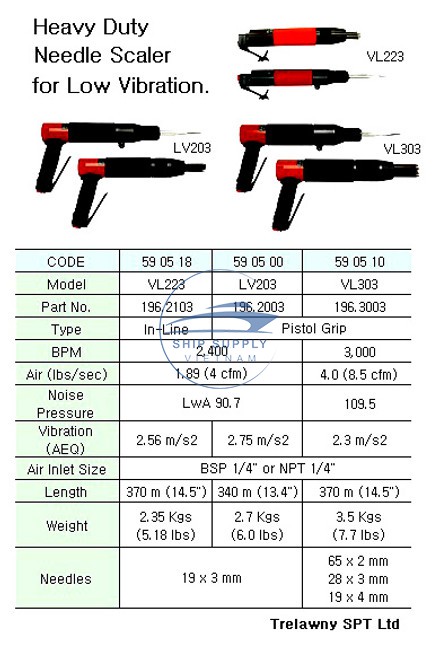 Heavy Duty
Needle Scaler
for Low Vibration.
VL223
LV203
VL303
CODE 59 05 18 59 05 00 59 05 10
Model VL223 LV203 VL303
Part No. 196.2103 196.2003 196.3003
Type In-Line Pistol Grip
BPM 2,400 3,000
Air (lbs/sec) 1.89 (4 cfm) 4.0 (8.5 cfm)
Noise
Pressure LwA 90.7 109.5
Vibration
(AEQ) 2.56 m/s2 2.75 m/s2 2.3 m/s2
Air Inlet Size BSP 1/4" or NPT 1/4"
Length 370 m (14.5") 340 m (13.4") 370 m (14.5")
Weight 2.35 Kgs 2.7 Kgs 3.5 Kgs
(5.18 lbs) (6.0 lbs) (7.7 lbs)
Needles 19 x 3 mm 65 x 2 mm
28 x 3 mm
19 x 4 mm
SHIP SUPPLY
VIETNAM
Trelawny SPT Ltd